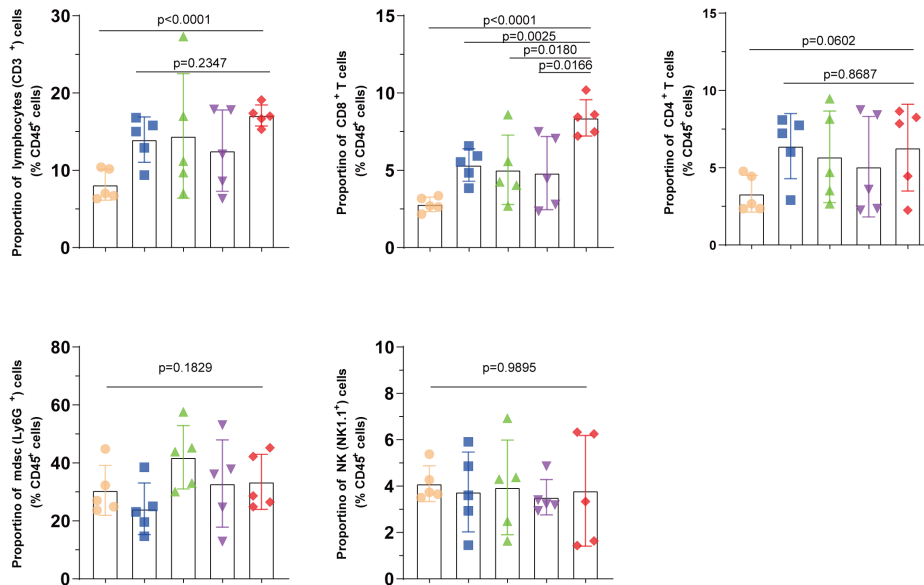 Proportino of lymphocytes (CD3 +) cells
(% CD45+ cells)
30
20
10
0
p<0.0001
p=0.2347
Proportino of CD8 + T cells
(% CD45+ cells)
15
10
5
0
p<0.0001
p=0.0025
p=0.0180
p=0.0166
Proportino of CD4 + T cells
(% CD45+ cells)
15
10
5
0
p=0.0602
p=0.8687
Proportino of mdsc (Ly6G +) cells
(% CD45+ cells)
80
60
40
20
0
p=0.1829
Proportino of NK (NK1.1+) cells
(% CD45+ cells)
10
8
6
4
2
0
p=0.9895